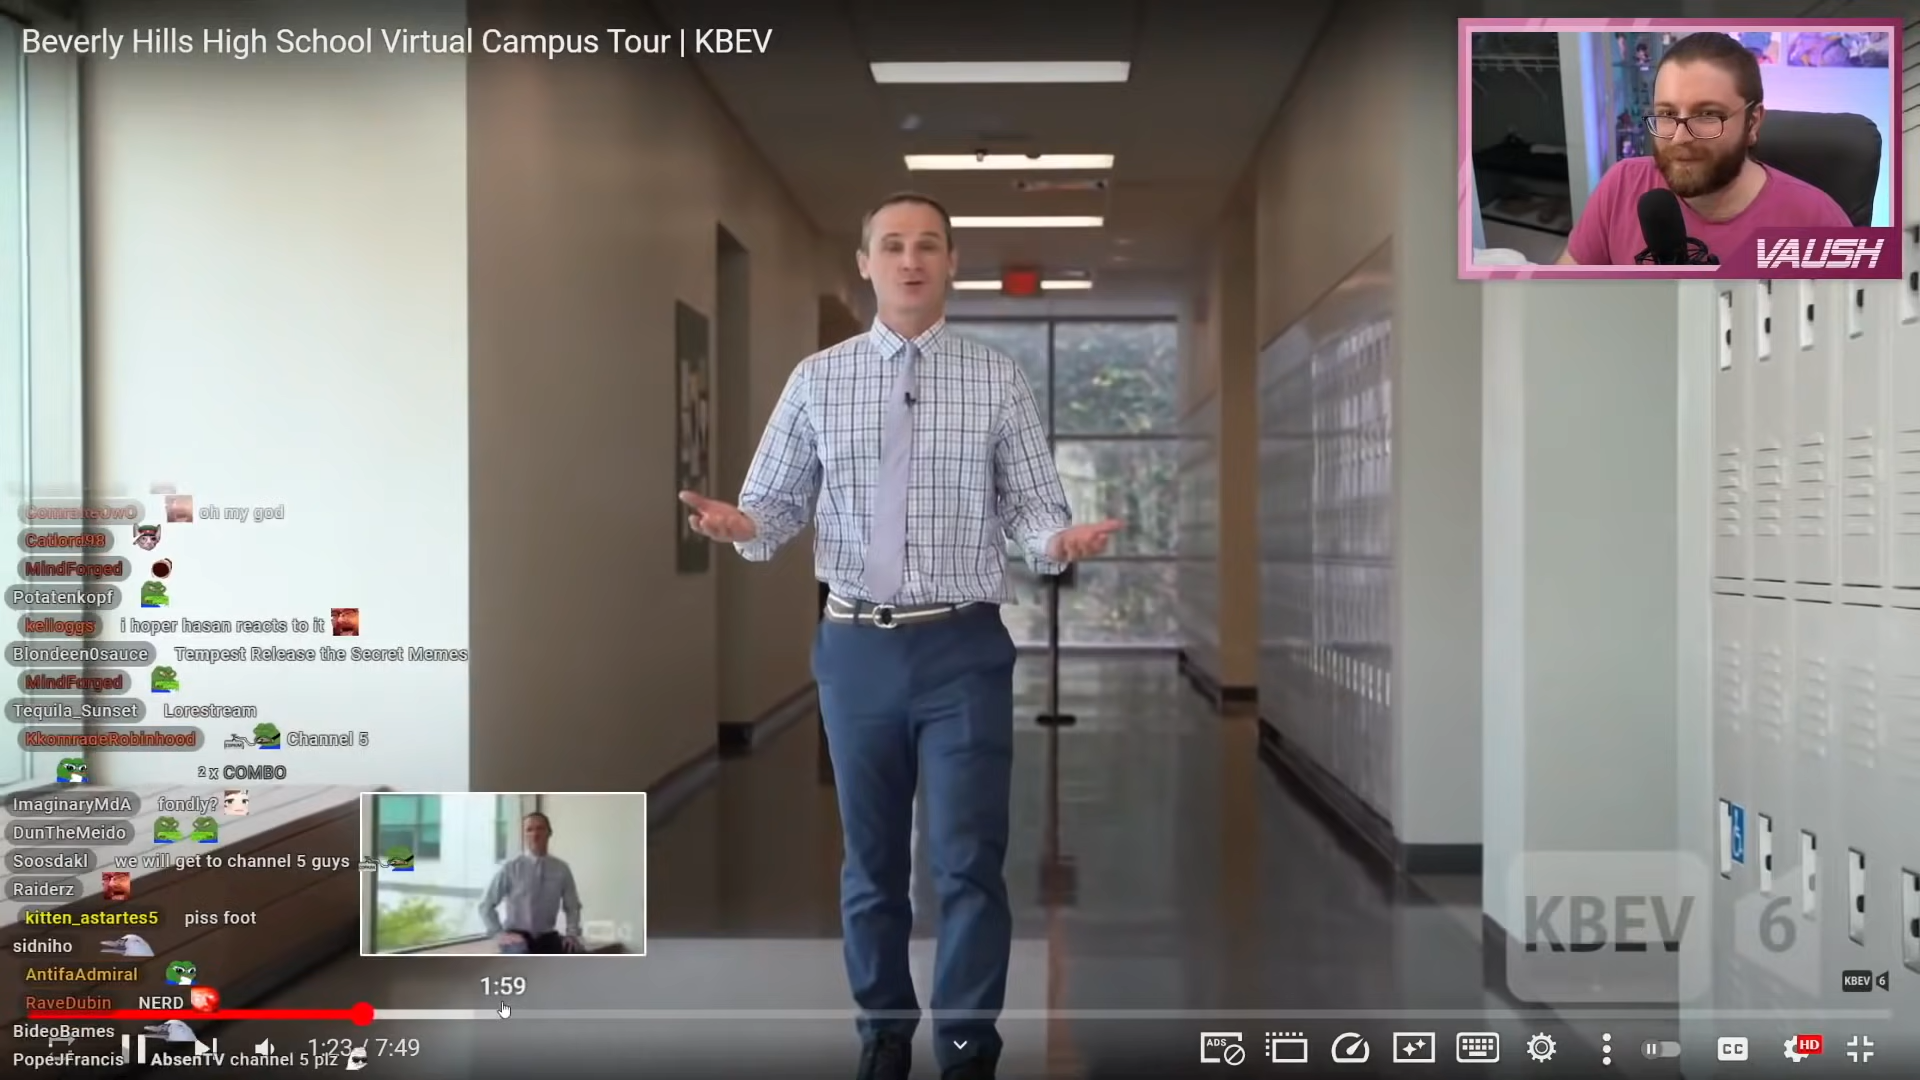 Beverly Hills High School Virtual Campus Tour | KBEV
VAUSH
ComradeOwO oh my god
Catlord98
MindForged
Potatenkopf
kelloggs i hoper hasan reacts to it
Blondeen0sauce Tempest Release the Secret Memes
MindForged
Tequila_Sunset Lorestream
KkomradeRobinhood Channel 5
2 x COMBO
ImaginaryMdA fondly?
DunTheMeido
Soosdakl we will get to channel 5 guys
Raiderz
kitten_astartes5 piss foot
sidniho
AntifaAdmiral
RaveDubin NERD
BideoBames
PopeJFrancis AbsenTV channel 5 plz
1:59
1:23 / 7:49
KBEV 6
KBEV 6
ADS
CC
HD